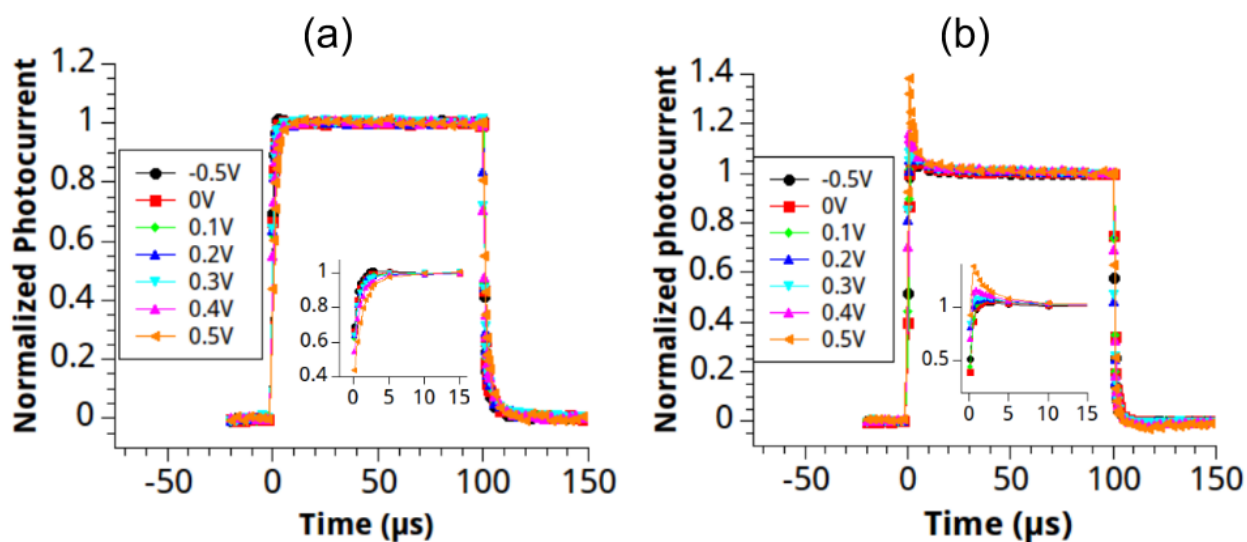 (a)
Normalized Photocurrent
1.2
1
0.8
0.6
0.4
0.2
0
-0.5V
0V
0.1V
0.2V
0.3V
0.4V
0.5V
1
0.8
0.6
0.4
0 5 10 15
-50 0 50 100 150
Time (µs)
(b)
Normalized photocurrent
1.4
1.2
1
0.8
0.6
0.4
0.2
0
-0.5V
0V
0.1V
0.2V
0.3V
0.4V
0.5V
1
0.5
0 5 10 15
-50 0 50 100 150
Time (µs)